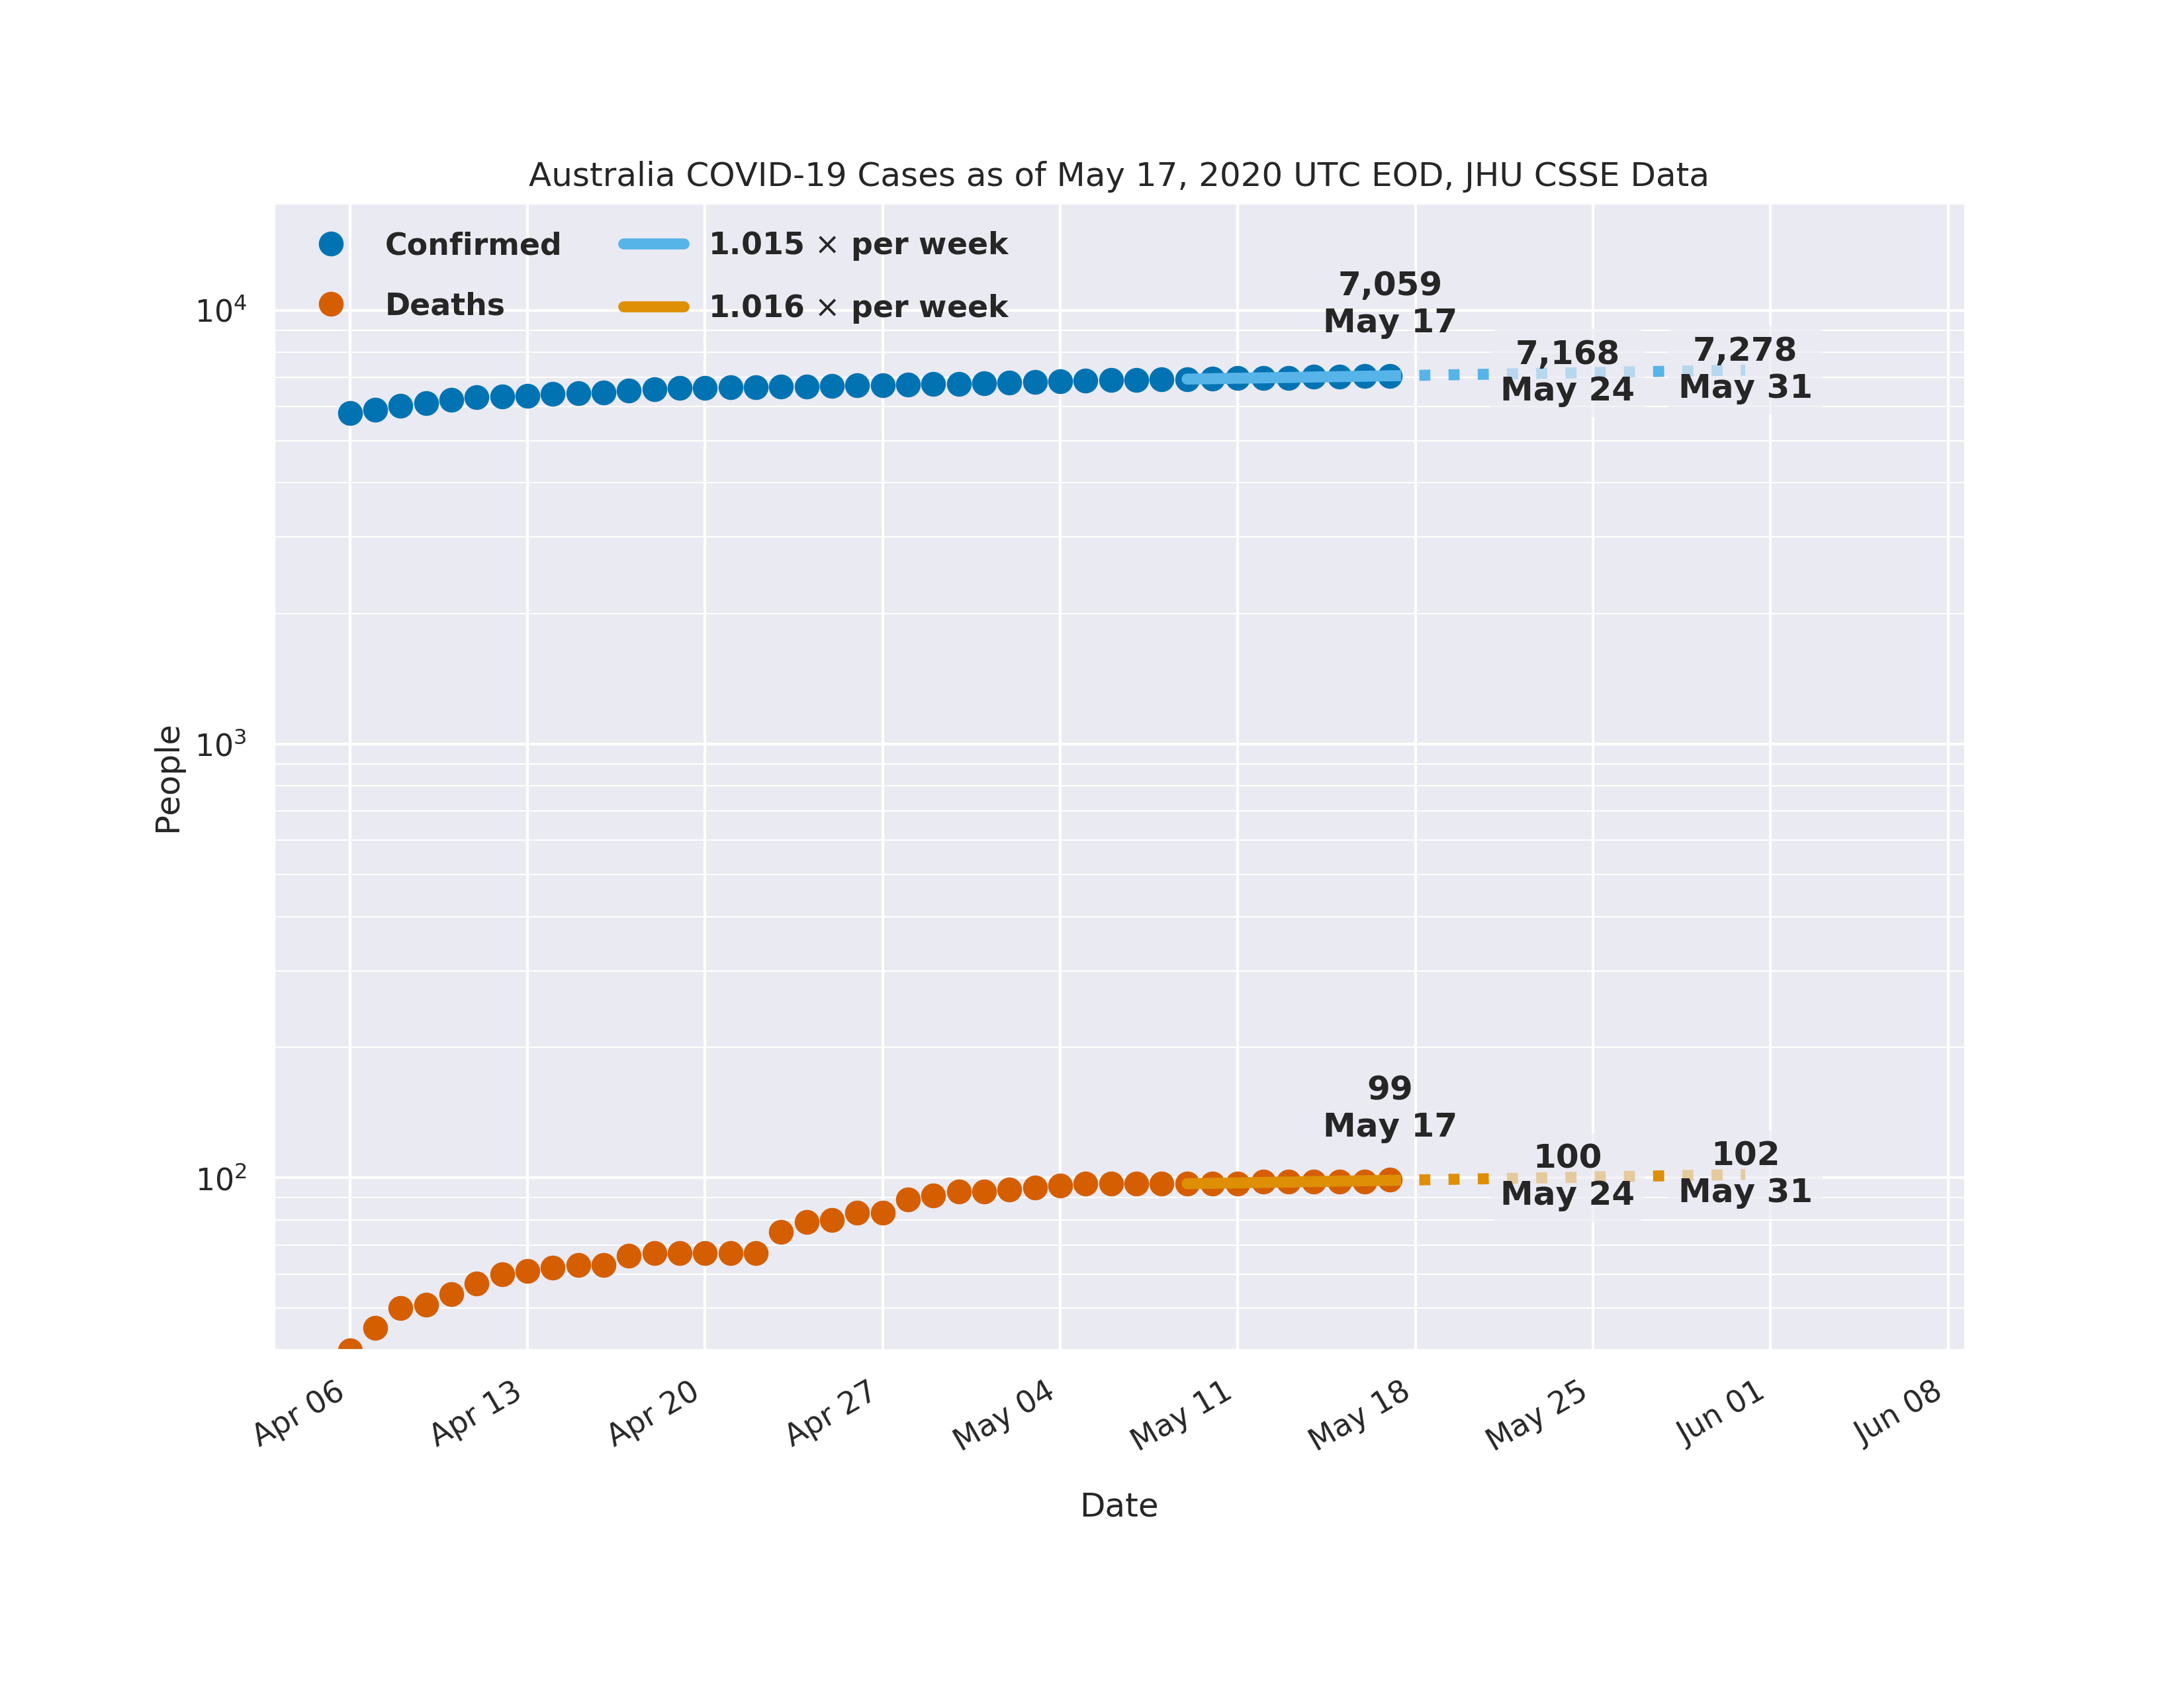 Australia COVID-19 Cases as of May 17, 2020 UTC EOD, JHU CSSE Data
Confirmed
Deaths
1.015 × per week
1.016 × per week
7,059
May 17
7,168
May 24
7,278
May 31
99
May 17
100
May 24
102
May 31
10⁴
10³
10²
People
Apr 06
Apr 13
Apr 20
Apr 27
May 04
May 11
May 18
May 25
Jun 01
Jun 08
Date